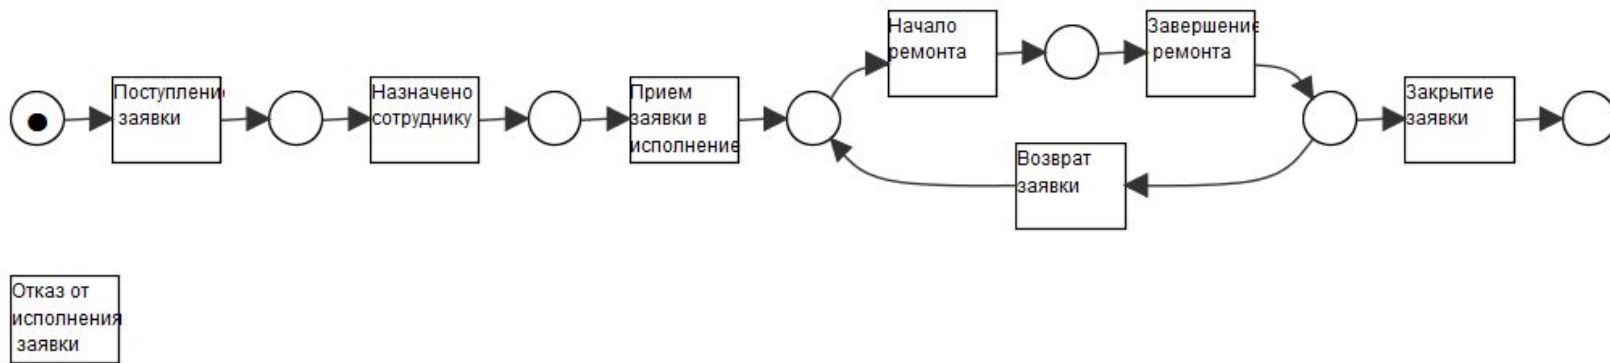 Поступлени
заявки
Назначено
сотруднику
Прием
заявки в
исполнение
Начало
ремонта
Завершение
ремонта
Возврат
заявки
Закрытие
заявки
Отказ от
исполнения
заявки